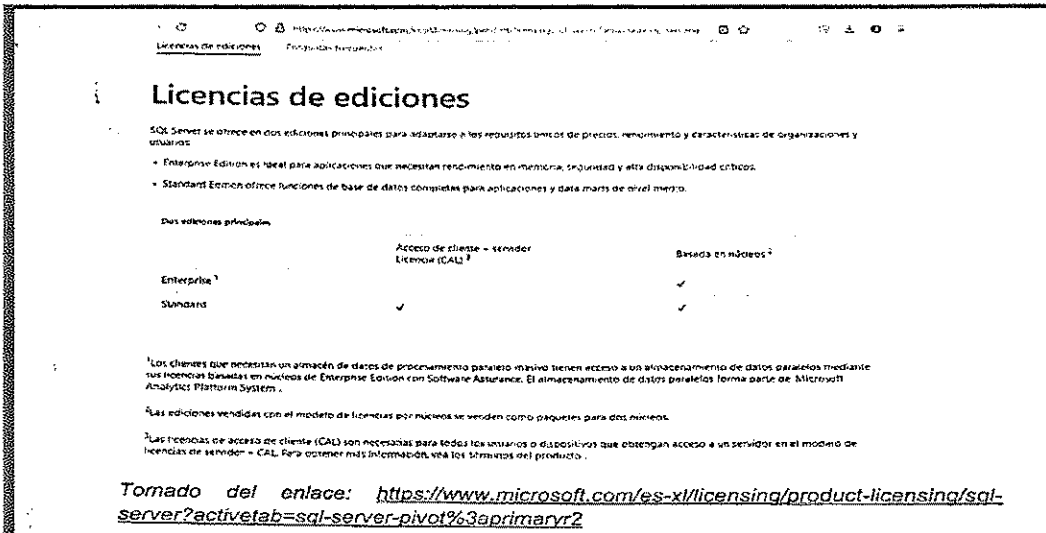 Licencias de ediciones Preguntas frecuentes
Licencias de ediciones
SQL Server se ofrece en dos ediciones principales para adaptarse a los requisitos únicos de precios, rendimiento y características de organizaciones y
usuarios:
• Enterprise Edition es ideal para aplicaciones que necesitan rendimiento en memoria, seguridad y alta disponibilidad críticos.
• Standard Edition ofrece funciones de base de datos completas para aplicaciones y data marts de nivel medio.
Dos ediciones principales
Acceso de cliente + servidor
Licencia (CAL) 3
Basada en núcleos 2
Enterprise 1 ✓
Standard ✓ ✓
1Los clientes que necesitan un almacén de datos de procesamiento paralelo masivo tienen acceso a un almacenamiento de datos paralelos mediante
sus licencias basadas en núcleos de Enterprise Edition con Software Assurance. El almacenamiento de datos paralelos forma parte de Microsoft
Analytics Platform System .
2Las ediciones vendidas con el modelo de licencias por núcleos se venden como paquetes para dos núcleos.
3Las licencias de acceso de cliente (CAL) son necesarias para todos los usuarios o dispositivos que obtengan acceso a un servidor en el modelo de
licencias de servidor + CAL. Para obtener más información, vea los términos del producto .
Tomado del enlace: https://www.microsoft.com/es-xl/licensing/product-licensing/sql-
server?activetab=sql-server-pivot%3aprimaryr2